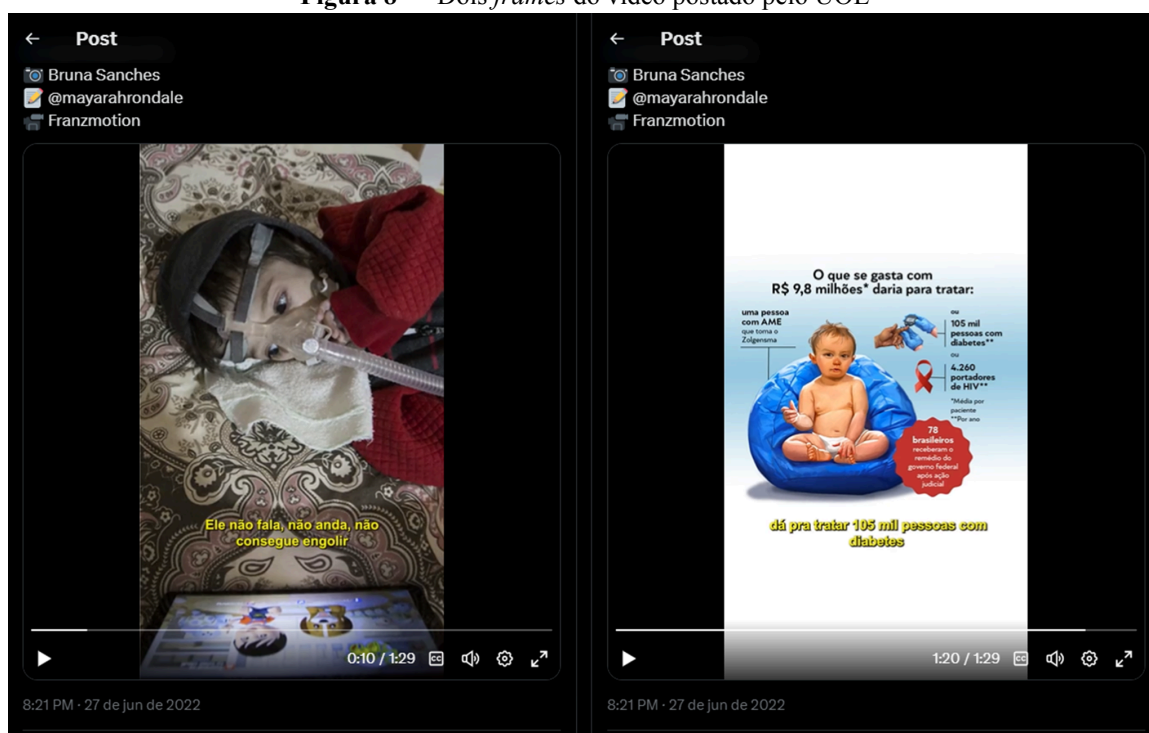 Figura 8 — Dois frames do vídeo postado pelo UOL
Post
Bruna Sanches
@mayarahrondale
Franzmotion
Ele não fala, não anda, não
consegue engolir
0:10 / 1:29
8:21 PM · 27 de jun de 2022
Post
Bruna Sanches
@mayarahrondale
Franzmotion
O que se gasta com
R$ 9,8 milhões* daria para tratar:
uma pessoa
com AME
que toma o
Zolgensma
ou
105 mil
pessoas com
diabetes**
ou
4.260
portadores
de HIV**
*Média por
paciente
**Por ano
78
brasileiros
receberam o
remédio do
governo federal
após ação
judicial
dá pra tratar 105 mil pessoas com
diabetes
1:20 / 1:29
8:21 PM · 27 de jun de 2022